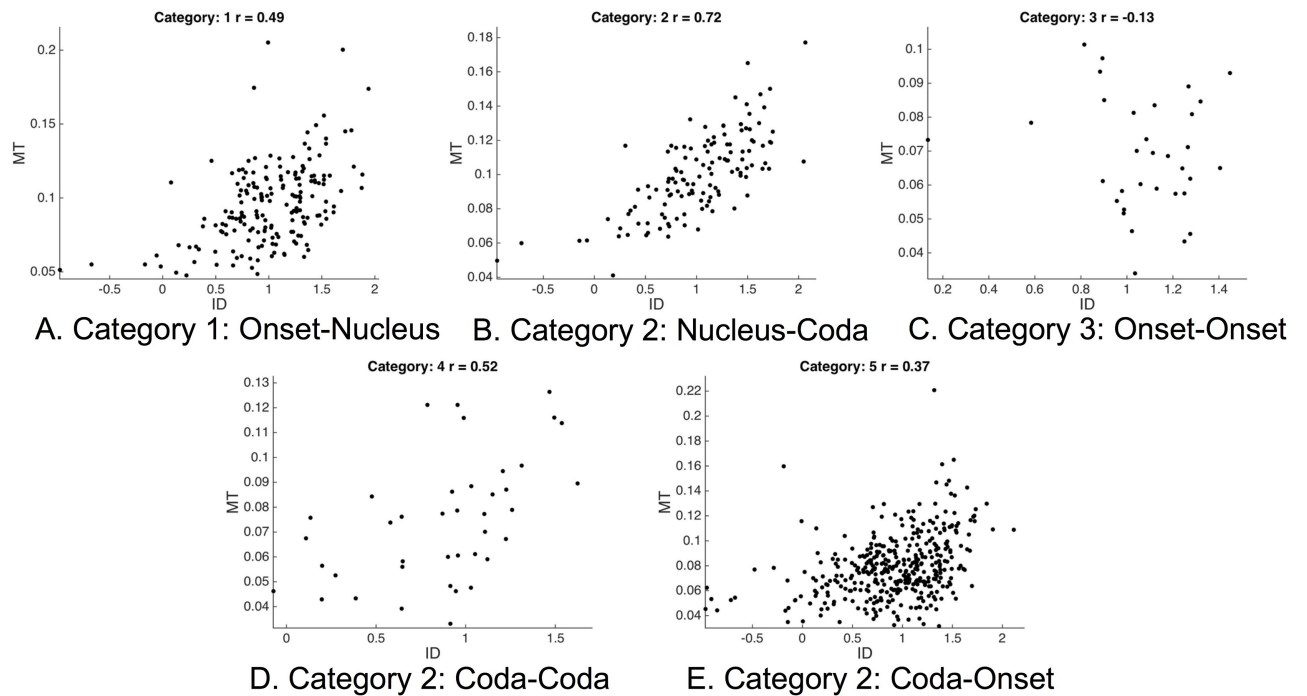 Category: 1 r = 0.49
0.2
0.15
0.1
0.05
MT
-0.5 0 0.5 1 1.5 2
ID
A. Category 1: Onset-Nucleus
Category: 2 r = 0.72
0.18
0.16
0.14
0.12
0.1
0.08
0.06
0.04
MT
-0.5 0 0.5 1 1.5 2
ID
B. Category 2: Nucleus-Coda
Category: 3 r = -0.13
0.1
0.09
0.08
0.07
0.06
0.05
0.04
MT
0.2 0.4 0.6 0.8 1 1.2 1.4
ID
C. Category 3: Onset-Onset
Category: 4 r = 0.52
0.13
0.12
0.11
0.1
0.09
0.08
0.07
0.06
0.05
0.04
MT
0 0.5 1 1.5
ID
D. Category 2: Coda-Coda
Category: 5 r = 0.37
0.22
0.2
0.18
0.16
0.14
0.12
0.1
0.08
0.06
0.04
MT
-0.5 0 0.5 1 1.5 2
ID
E. Category 2: Coda-Onset